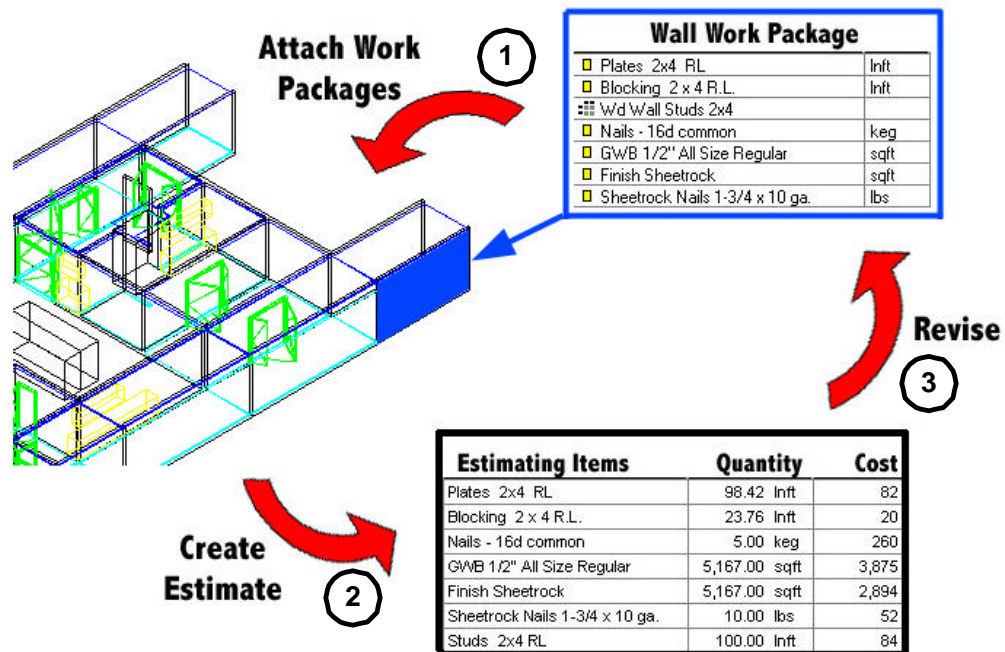 Attach Work
Packages
1
Wall Work Package
Plates 2x4 RL lnft
Blocking 2 x 4 R.L. lnft
Wd Wall Studs 2x4
Nails - 16d common keg
GWB 1/2" All Size Regular sqft
Finish Sheetrock sqft
Sheetrock Nails 1-3/4 x 10 ga. lbs
Revise
3
Create
Estimate
2
Estimating Items Quantity Cost
Plates 2x4 RL 98.42 lnft 82
Blocking 2 x 4 R.L. 23.76 lnft 20
Nails - 16d common 5.00 keg 260
GWB 1/2" All Size Regular 5,167.00 sqft 3,875
Finish Sheetrock 5,167.00 sqft 2,894
Sheetrock Nails 1-3/4 x 10 ga. 10.00 lbs 52
Studs 2x4 RL 100.00 lnft 84